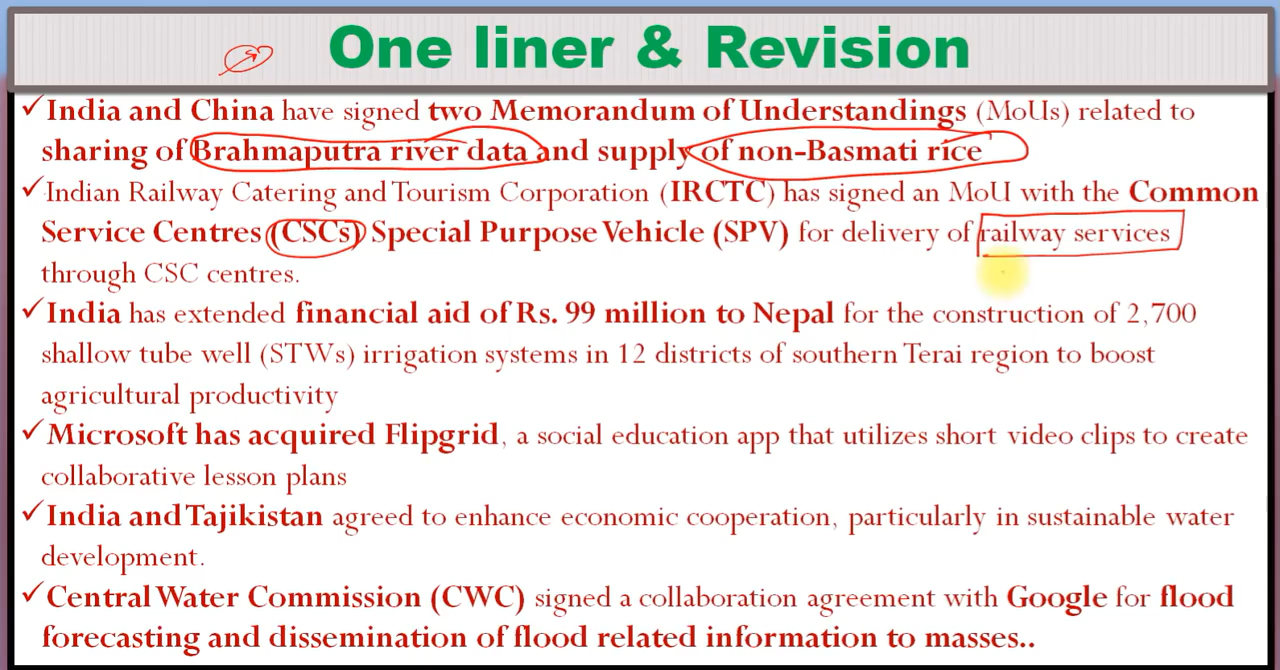 One liner & Revision
✓India and China have signed two Memorandum of Understandings (MoUs) related to
sharing of Brahmaputra river data and supply of non-Basmati rice
✓Indian Railway Catering and Tourism Corporation (IRCTC) has signed an MoU with the Common
Service Centres (CSCs) Special Purpose Vehicle (SPV) for delivery of railway services
through CSC centres.
✓India has extended financial aid of Rs. 99 million to Nepal for the construction of 2,700
shallow tube well (STWs) irrigation systems in 12 districts of southern Terai region to boost
agricultural productivity
✓Microsoft has acquired Flipgrid, a social education app that utilizes short video clips to create
collaborative lesson plans
✓India and Tajikistan agreed to enhance economic cooperation, particularly in sustainable water
development.
✓Central Water Commission (CWC) signed a collaboration agreement with Google for flood
forecasting and dissemination of flood related information to masses..